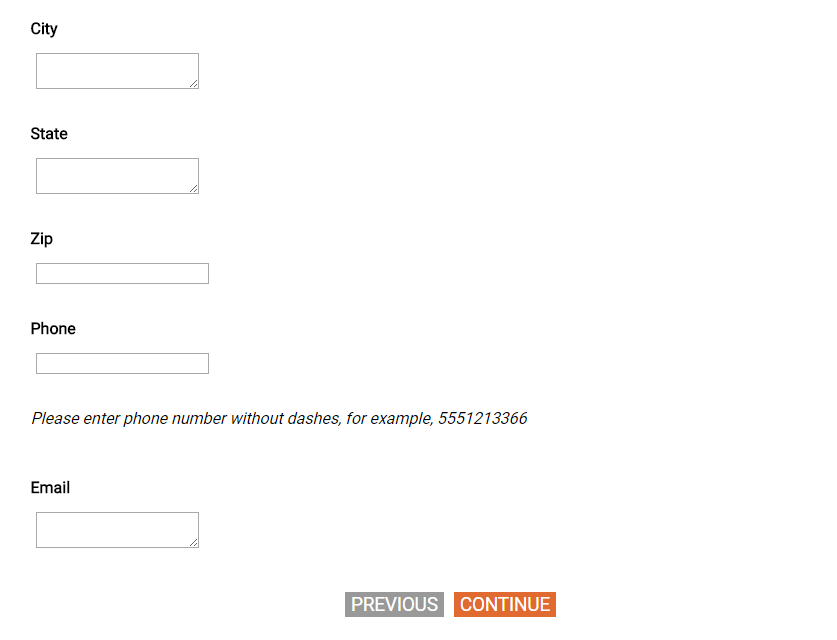 City
State
Zip
Phone
Please enter phone number without dashes, for example, 5551213366
Email
PREVIOUS CONTINUE